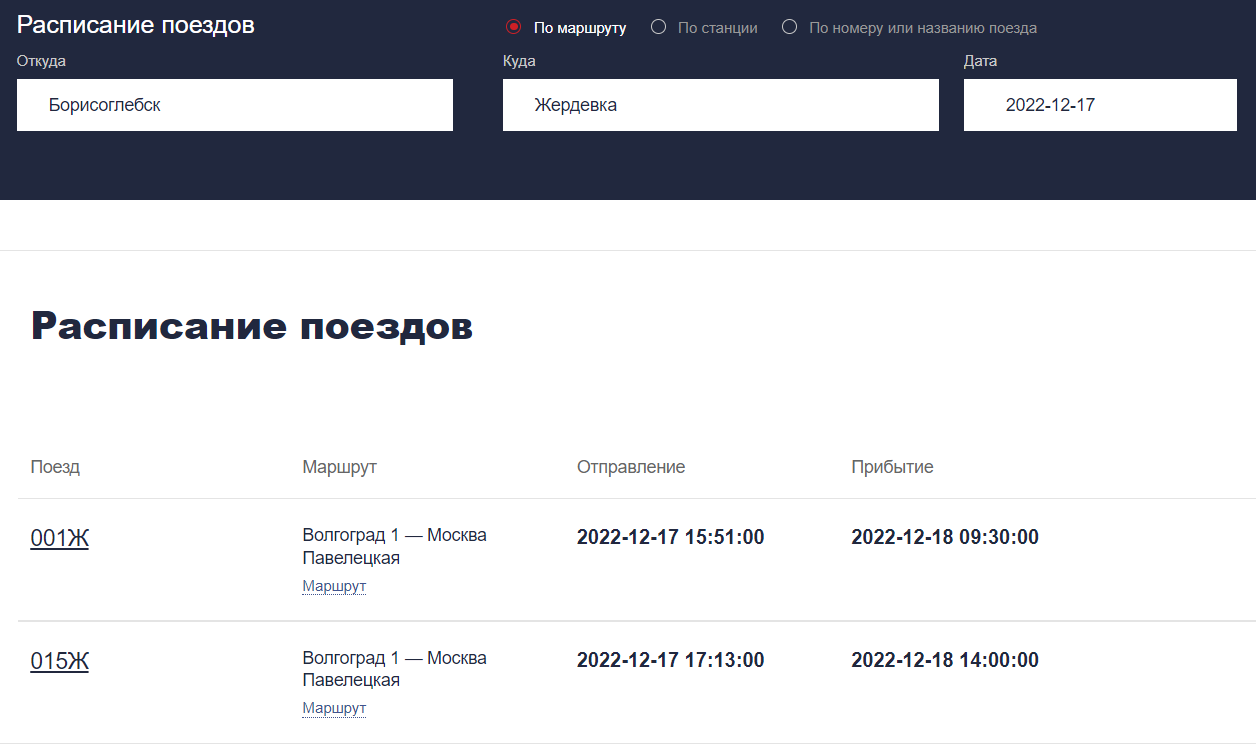 Расписание поездов
По маршруту По станции По номеру или названию поезда
Откуда Куда Дата
Борисоглебск Жердевка 2022-12-17
Расписание поездов
Поезд Маршрут Отправление Прибытие
001Ж Волгоград 1 — Москва 2022-12-17 15:51:00 2022-12-18 09:30:00
Павелецкая
Маршрут
015Ж Волгоград 1 — Москва 2022-12-17 17:13:00 2022-12-18 14:00:00
Павелецкая
Маршрут